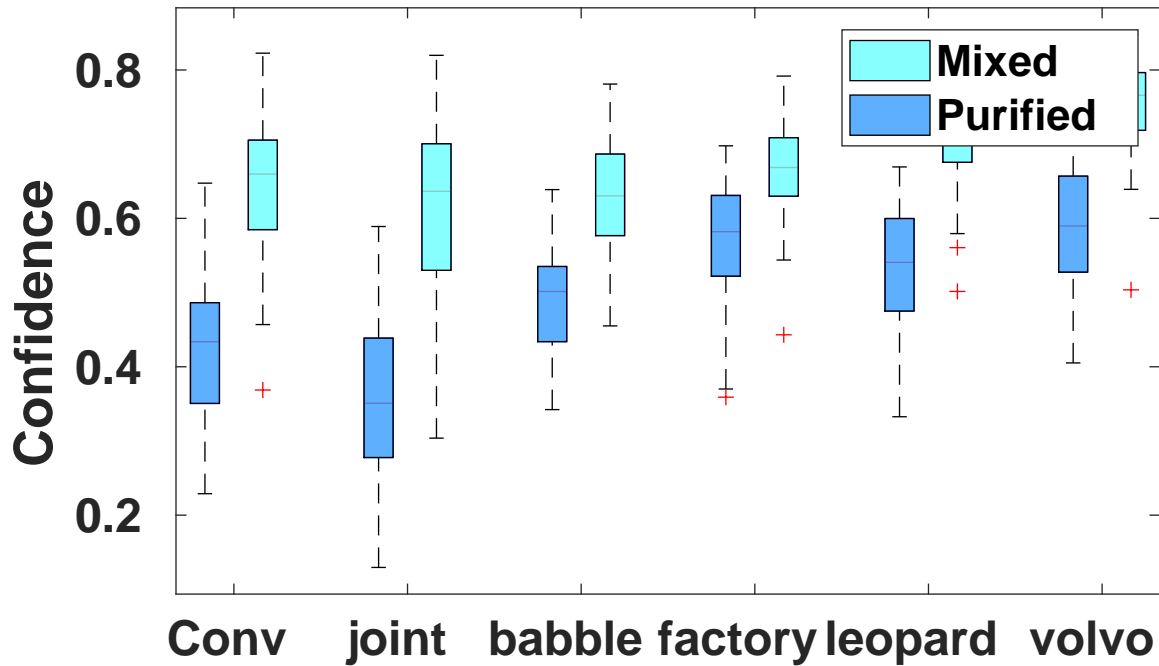 Confidence
0.8
0.6
0.4
0.2
Mixed
Purified
Conv joint babble factory leopard volvo